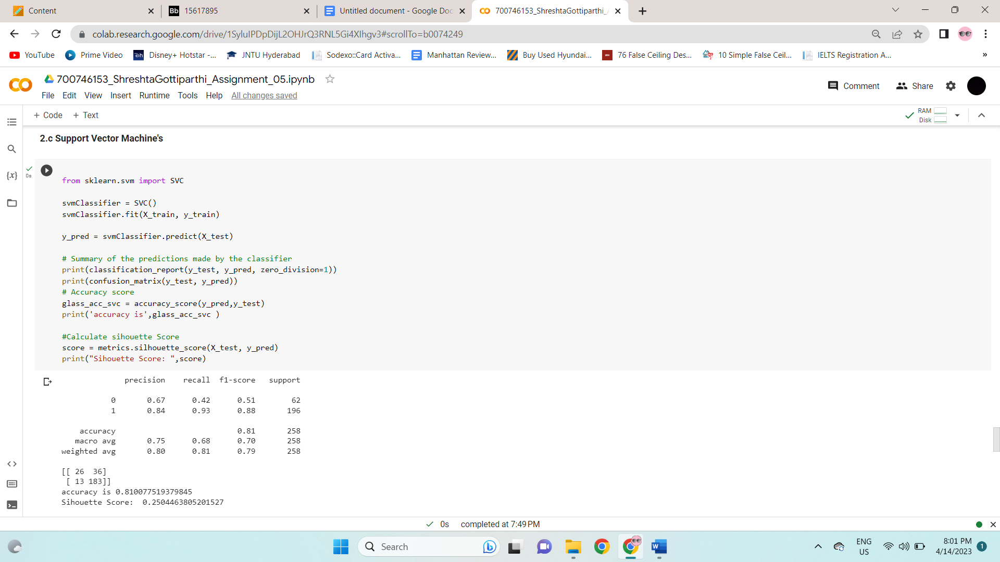 Content
Bb 15617895
Untitled document - Google Doc
700746153_ShreshtaGottiparthi_A
colab.research.google.com/drive/1SyluIPDpDijL2OHJrQ3RNL5Gi4XIhgv3#scrollTo=b0074249
YouTube Prime Video Disney+ Hotstar -... JNTU Hyderabad Sodexo::Card Activa... Manhattan Review... Buy Used Hyundai... 76 False Ceiling Des... 10 Simple False Ceil... IELTS Registration A... »
700746153_ShreshtaGottiparthi_Assignment_05.ipynb
Comment Share
File Edit View Insert Runtime Tools Help All changes saved
+ Code + Text
RAM
Disk
2.c Support Vector Machine's
{x}
0s
from sklearn.svm import SVC
svmClassifier = SVC()
svmClassifier.fit(X_train, y_train)
y_pred = svmClassifier.predict(X_test)
# Summary of the predictions made by the classifier
print(classification_report(y_test, y_pred, zero_division=1))
print(confusion_matrix(y_test, y_pred))
# Accuracy score
glass_acc_svc = accuracy_score(y_pred,y_test)
print('accuracy is',glass_acc_svc )
#Calculate sihouette Score
score = metrics.silhouette_score(X_test, y_pred)
print("Sihouette Score: ",score)
precision recall f1-score support
0 0.67 0.42 0.51 62
1 0.84 0.93 0.88 196
accuracy 0.81 258
macro avg 0.75 0.68 0.70 258
weighted avg 0.80 0.81 0.79 258
[[ 26 36]
[ 13 183]]
accuracy is 0.810077519379845
Sihouette Score: 0.2504463805201527
0s completed at 7:49 PM
Search
ENG
US
8:01 PM
4/14/2023
1